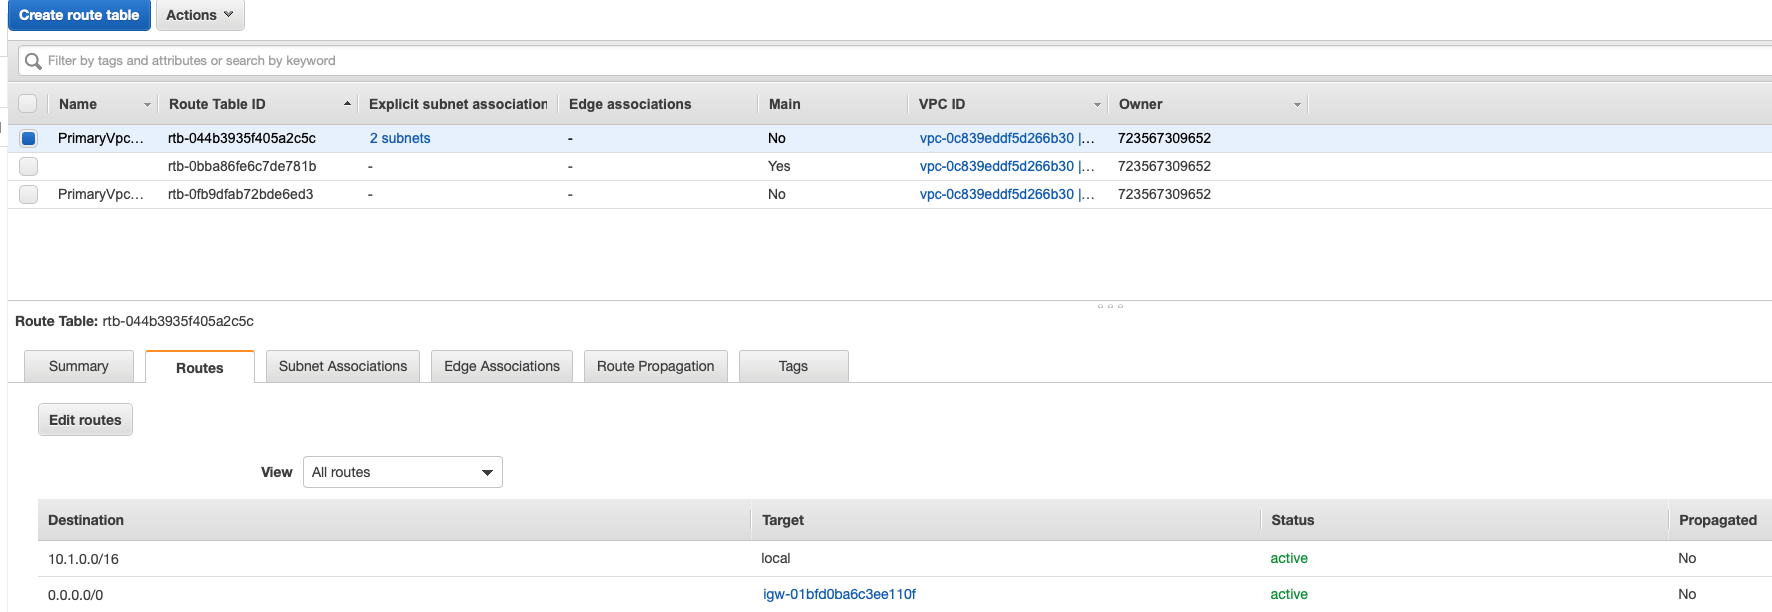 Create route table Actions
Filter by tags and attributes or search by keyword
Name Route Table ID Explicit subnet association Edge associations Main VPC ID Owner
PrimaryVpc... rtb-044b3935f405a2c5c 2 subnets - No vpc-0c839eddf5d266b30 |... 723567309652
rtb-0bba86fe6c7de781b - - Yes vpc-0c839eddf5d266b30 |... 723567309652
PrimaryVpc... rtb-0fb9dfab72bde6ed3 - - No vpc-0c839eddf5d266b30 |... 723567309652
Route Table: rtb-044b3935f405a2c5c
Summary Routes Subnet Associations Edge Associations Route Propagation Tags
Edit routes
View All routes
Destination Target Status Propagated
10.1.0.0/16 local active No
0.0.0.0/0 igw-01bfd0ba6c3ee110f active No